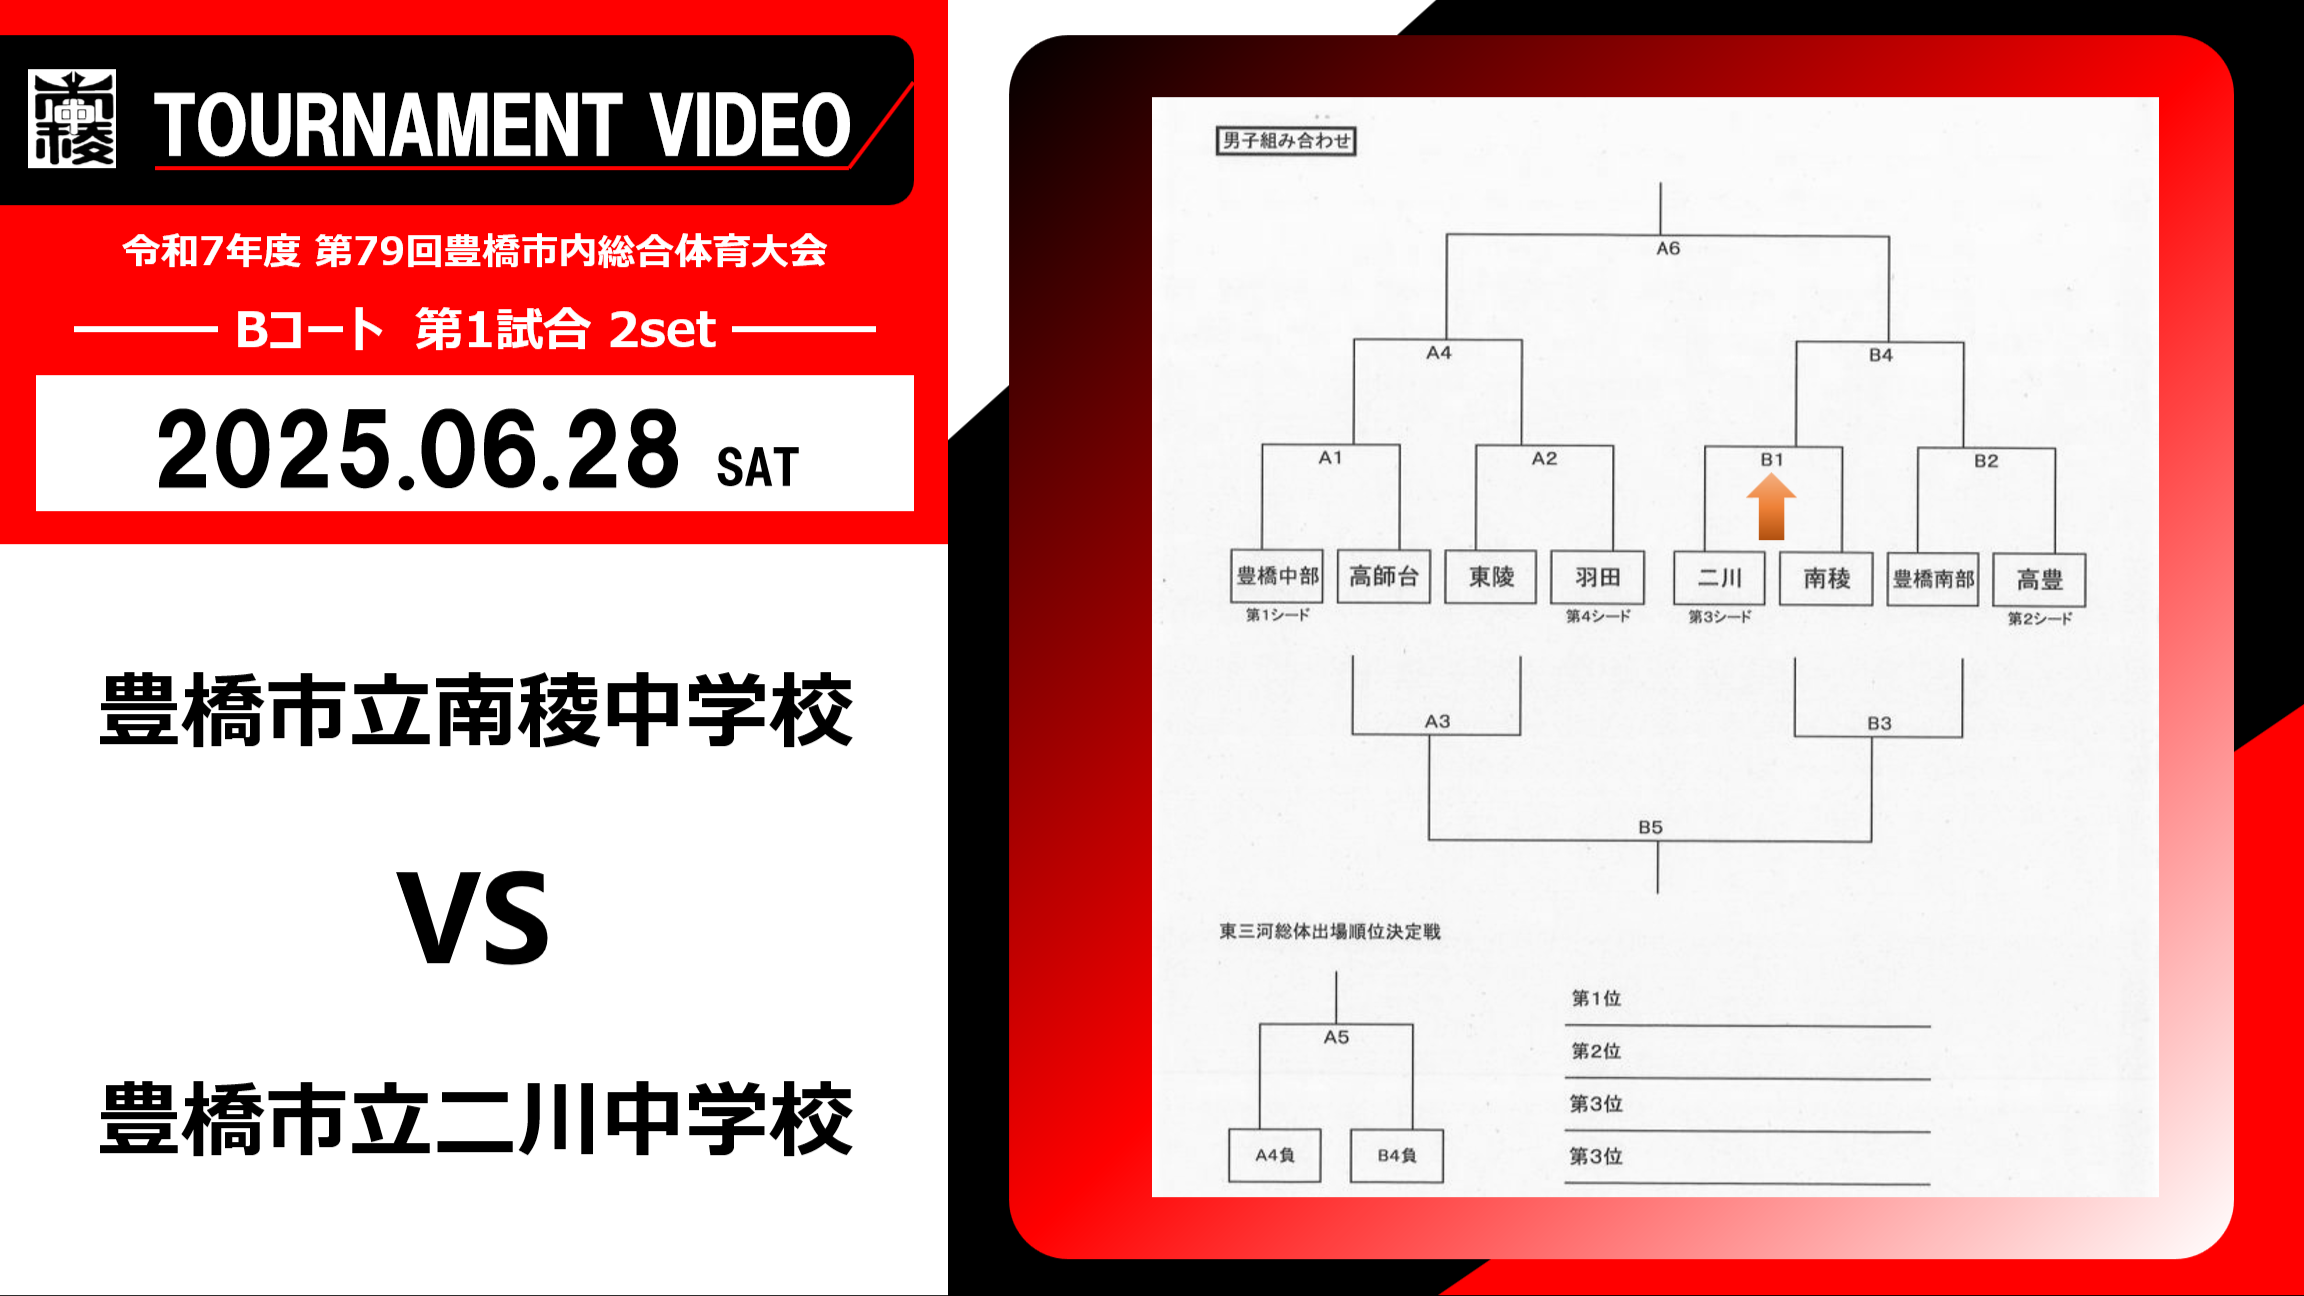 南稜
TOURNAMENT VIDEO
令和7年度 第79回豊橋市内総合体育大会
Bコート 第1試合 2set
2025.06.28 SAT
豊橋市立南稜中学校
VS
豊橋市立二川中学校
男子組み合わせ
A6
A4
B4
A1
A2
B1
B2
豊橋中部
高師台
東陵
羽田
二川
南稜
豊橋南部
高豊
第1シード
第4シード
第3シード
第2シード
A3
B3
B5
東三河総体出場順位決定戦
A5
A4負
B4負
第1位
第2位
第3位
第3位